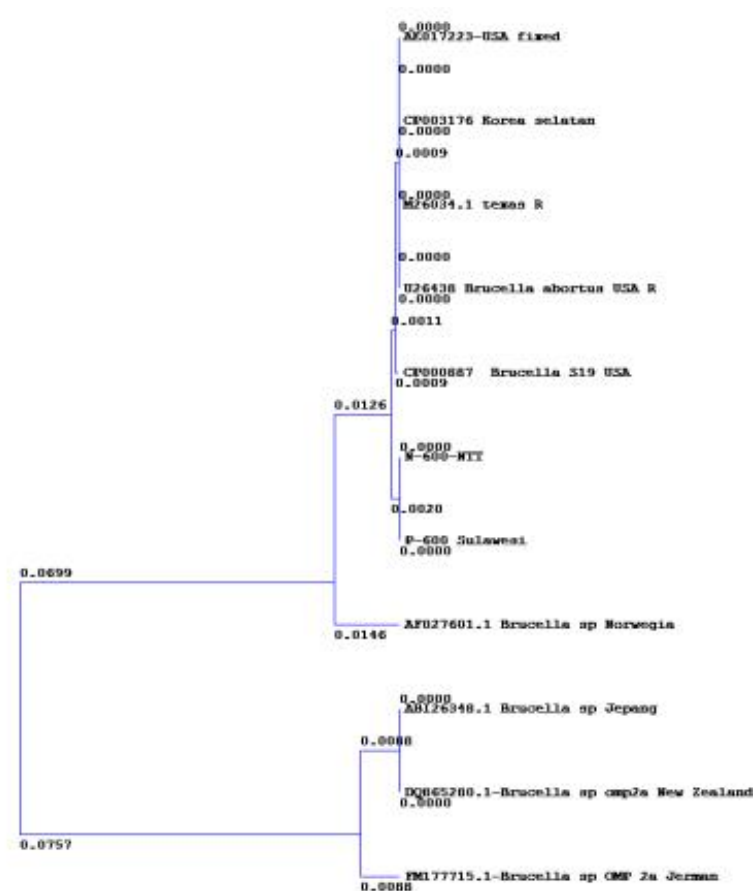 0.0000
AE017223-USA fixed
0.0000
CP003176 Korea selatan
0.0000
0.0009
0.0000
M26034.1 texas R
0.0000
U26438 Brucella abortus USA R
0.0000
0.0011
CP000887 Brucella S19 USA
0.0009
0.0126
0.0000
N-600-NTT
0.0020
P-600 Sulawesi
0.0000
0.0699
AF027601.1 Brucella sp Norwegia
0.0146
0.0000
AB126348.1 Brucella sp Jepang
0.0088
DQ865280.1-Brucella sp omp2a New Zealand
0.0000
0.0757
FM177715.1-Brucella sp OMP 2a Jerman
0.0088